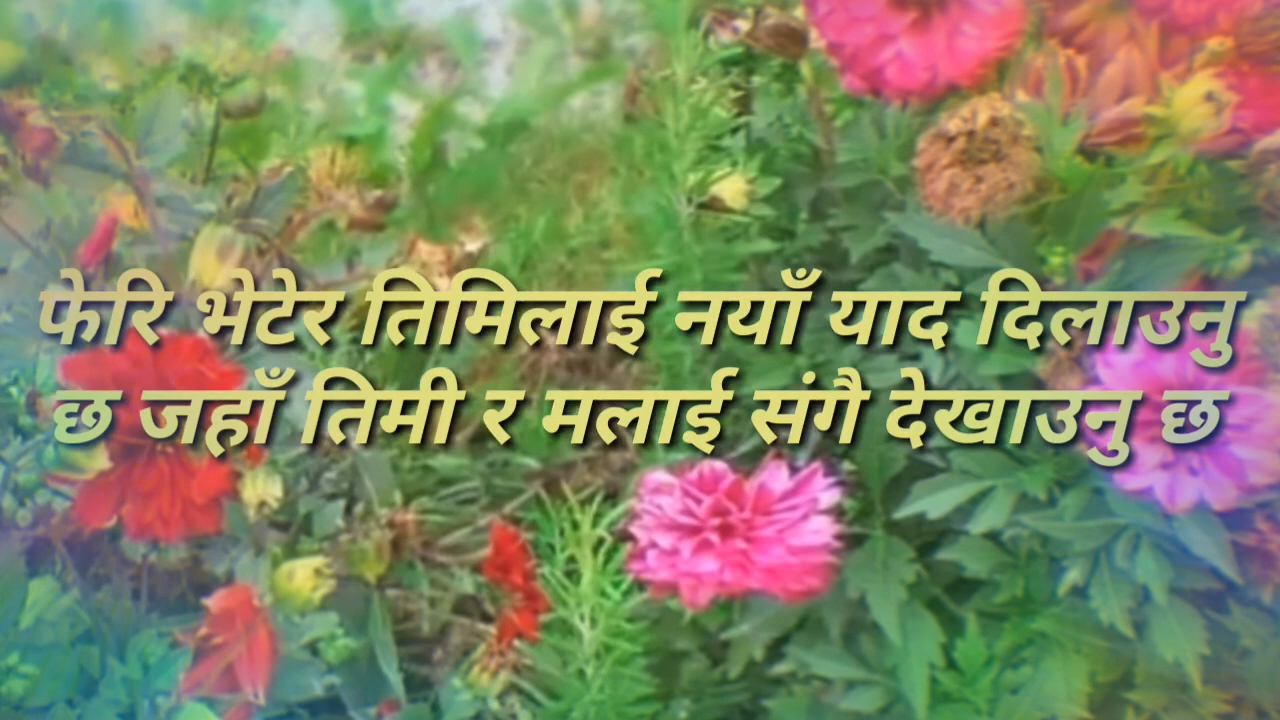 फेरि भेटेर तिमिलाई नयाँ याद दिलाउनु
छ जहाँ तिमी र मलाई संगै देखाउनु छ